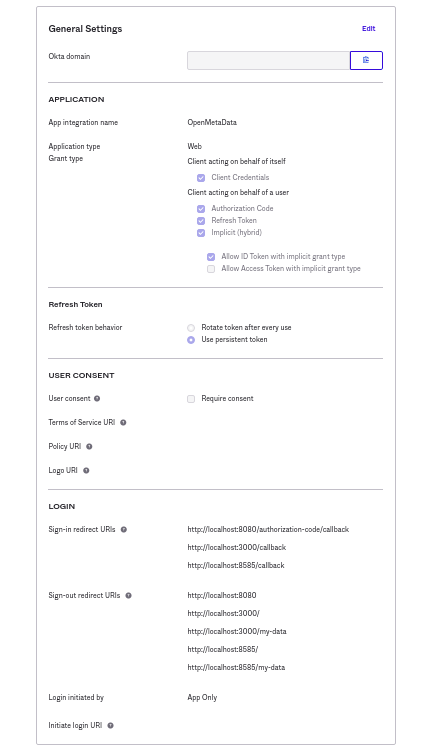 General Settings
Edit
Okta domain
APPLICATION
App integration name
OpenMetaData
Application type
Web
Grant type
Client acting on behalf of itself
Client Credentials
Client acting on behalf of a user
Authorization Code
Refresh Token
Implicit (hybrid)
Allow ID Token with implicit grant type
Allow Access Token with implicit grant type
Refresh Token
Refresh token behavior
Rotate token after every use
Use persistent token
USER CONSENT
User consent
Require consent
Terms of Service URI
Policy URI
Logo URI
LOGIN
Sign-in redirect URIs
http://localhost:8080/authorization-code/callback
http://localhost:3000/callback
http://localhost:8585/callback
Sign-out redirect URIs
http://localhost:8080
http://localhost:3000/
http://localhost:3000/my-data
http://localhost:8585/
http://localhost:8585/my-data
Login initiated by
App Only
Initiate login URI